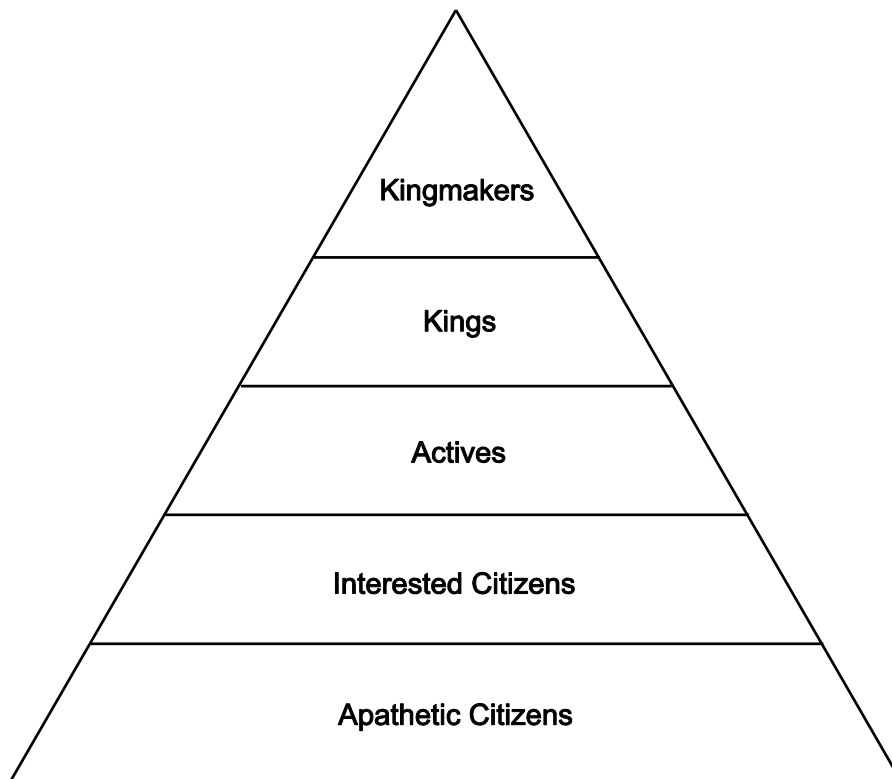 Kingmakers
Kings
Actives
Interested Citizens
Apathetic Citizens